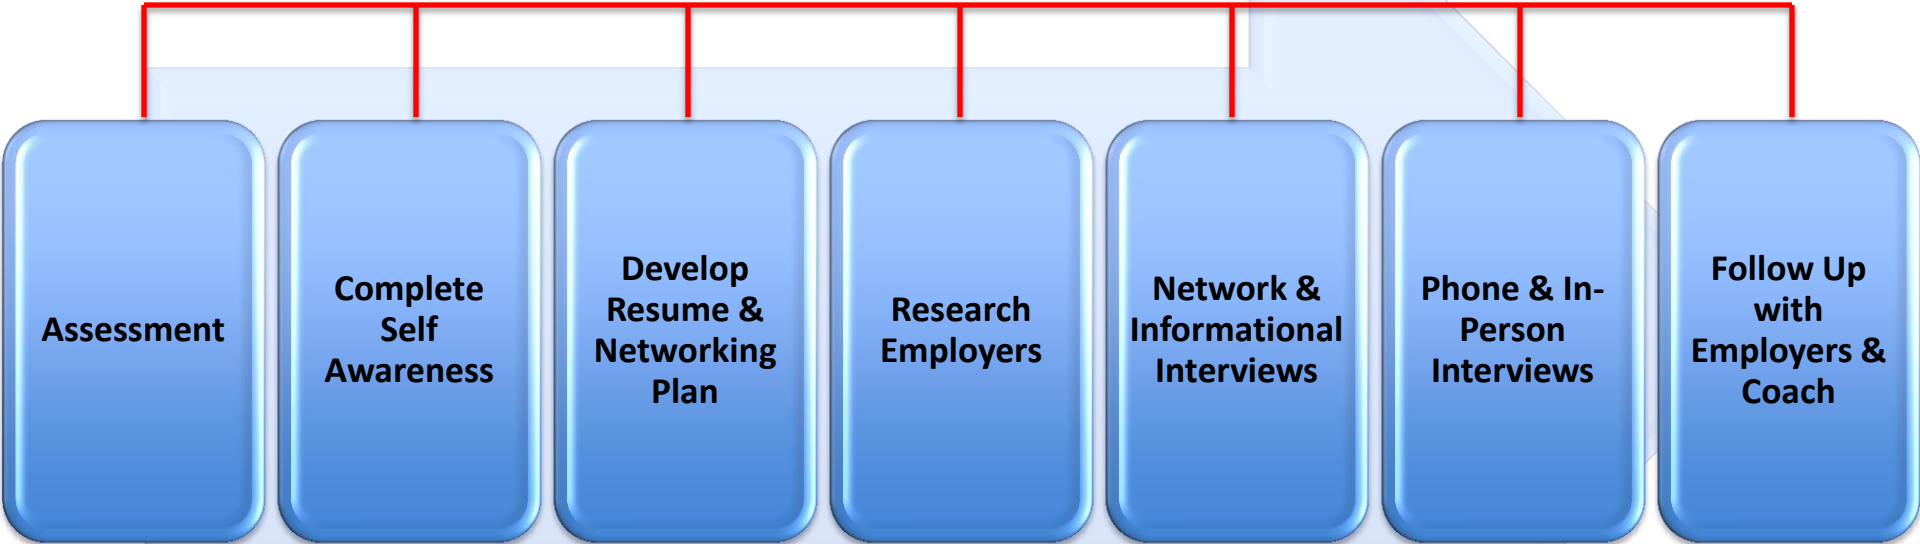 Assessment
Complete
Self
Awareness
Develop
Resume &
Networking
Plan
Research
Employers
Network &
Informational
Interviews
Phone & In-
Person
Interviews
Follow Up
with
Employers &
Coach